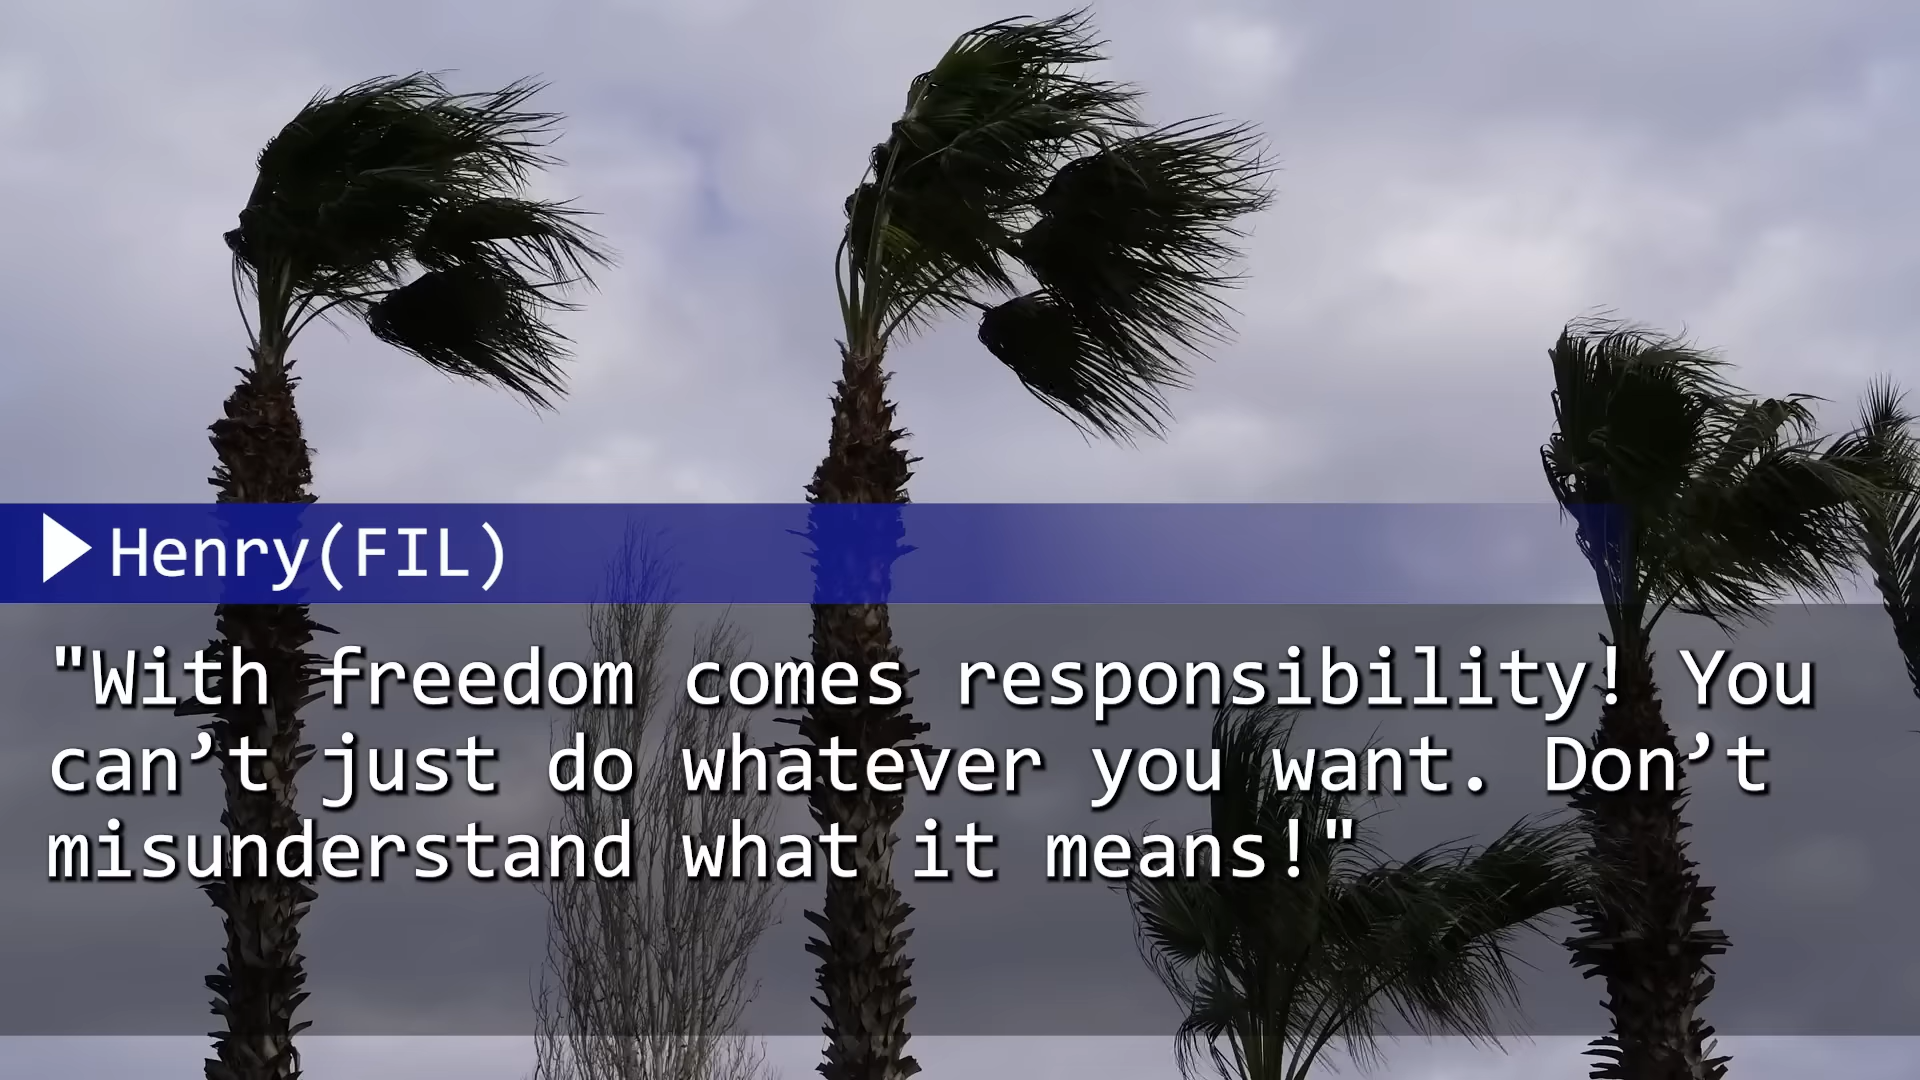 Henry(FIL)
"With freedom comes responsibility! You
can’t just do whatever you want. Don’t
misunderstand what it means!"